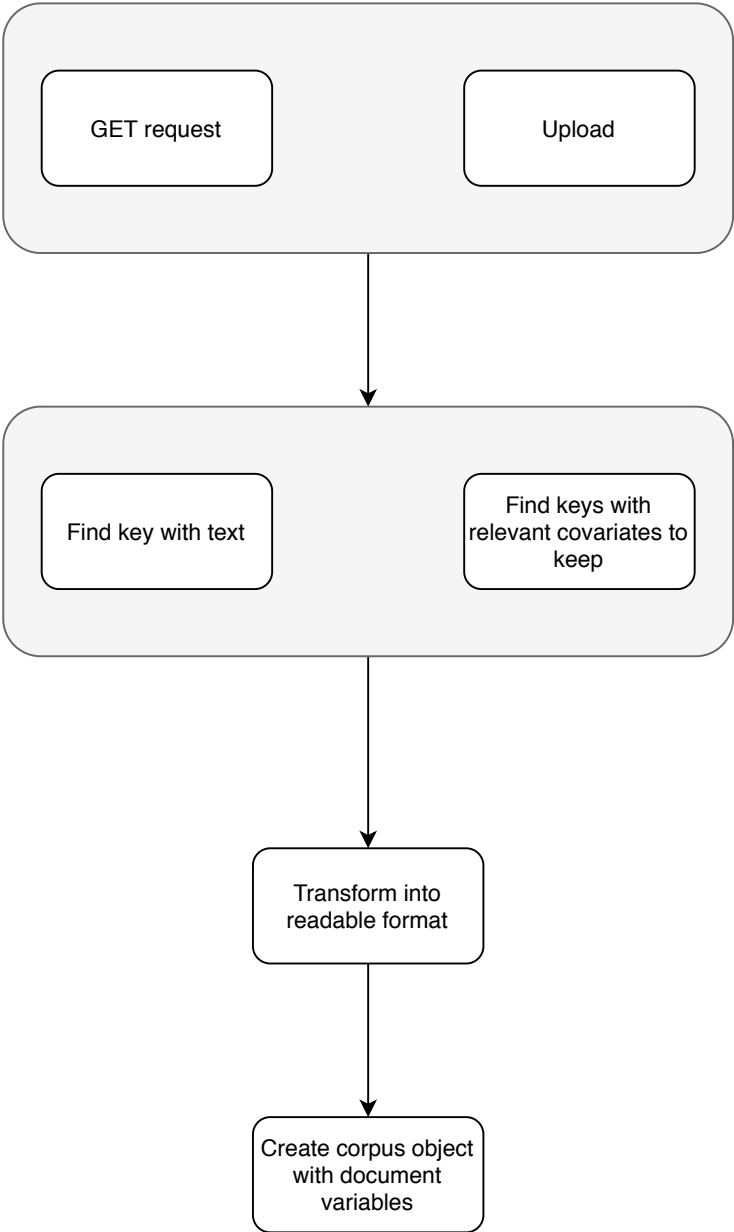 GET request
Upload
Find key with text
Find keys with
relevant covariates to
keep
Transform into
readable format
Create corpus object
with document
variables